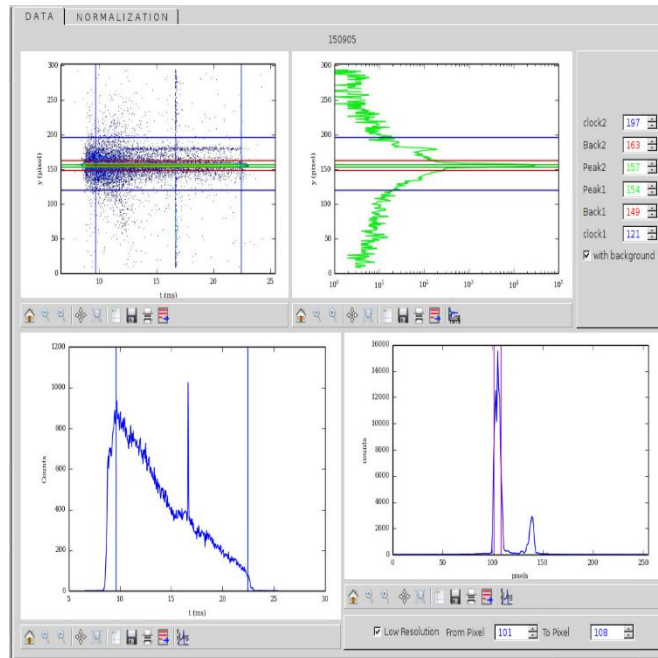 DATA NORMALIZATION
150905
300
250
200
150
100
50
0
y (pixel)
10 15 20 25
t (ms)
300
250
200
150
100
50
0
y (pixel)
10⁰ 10¹ 10² 10³ 10⁴ 10⁵
clock2 197
Back2 163
Peak2 157
Peak1 154
Back1 149
clock1 121
with background
1200
1000
800
600
400
200
0
Counts
5 10 15 20 25 30
t (ms)
16000
14000
12000
10000
8000
6000
4000
2000
0
counts
0 50 100 150 200 250
pixels
Low Resolution From Pixel 101 To Pixel 108